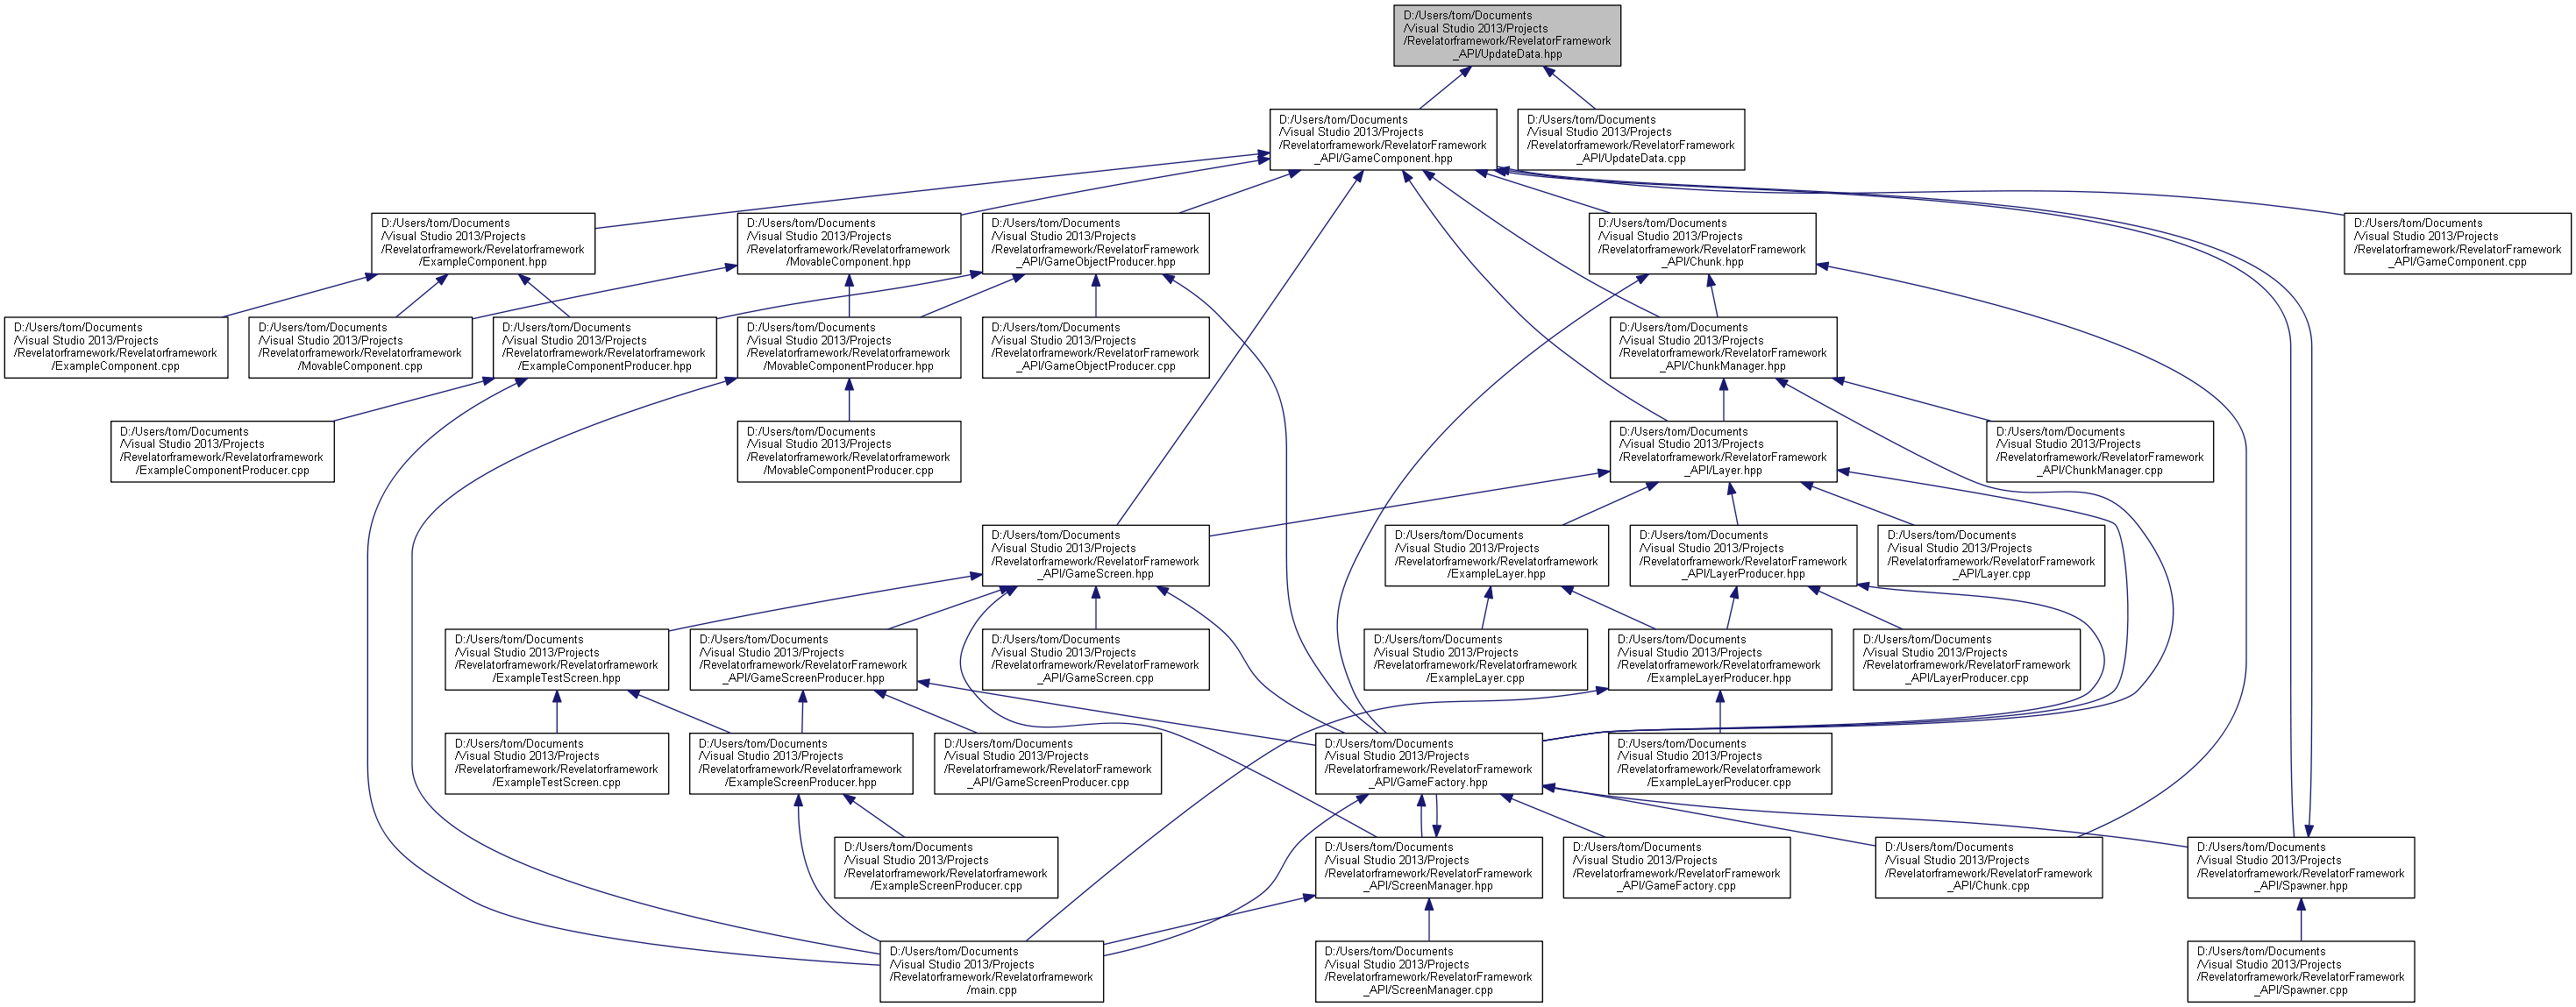 D:/Users/tom/Documents
/Visual Studio 2013/Projects
/Revelatorframework/RevelatorFramework
_API/UpdateData.hpp
D:/Users/tom/Documents
/Visual Studio 2013/Projects
/Revelatorframework/RevelatorFramework
_API/GameComponent.hpp
D:/Users/tom/Documents
/Visual Studio 2013/Projects
/Revelatorframework/RevelatorFramework
_API/UpdateData.cpp
D:/Users/tom/Documents
/Visual Studio 2013/Projects
/Revelatorframework/Revelatorframework
/ExampleComponent.hpp
D:/Users/tom/Documents
/Visual Studio 2013/Projects
/Revelatorframework/Revelatorframework
/MovableComponent.hpp
D:/Users/tom/Documents
/Visual Studio 2013/Projects
/Revelatorframework/RevelatorFramework
_API/GameObjectProducer.hpp
D:/Users/tom/Documents
/Visual Studio 2013/Projects
/Revelatorframework/RevelatorFramework
_API/Chunk.hpp
D:/Users/tom/Documents
/Visual Studio 2013/Projects
/Revelatorframework/RevelatorFramework
_API/GameComponent.cpp
D:/Users/tom/Documents
/Visual Studio 2013/Projects
/Revelatorframework/Revelatorframework
/ExampleComponent.cpp
D:/Users/tom/Documents
/Visual Studio 2013/Projects
/Revelatorframework/Revelatorframework
/MovableComponent.cpp
D:/Users/tom/Documents
/Visual Studio 2013/Projects
/Revelatorframework/Revelatorframework
/ExampleComponentProducer.hpp
D:/Users/tom/Documents
/Visual Studio 2013/Projects
/Revelatorframework/Revelatorframework
/MovableComponentProducer.hpp
D:/Users/tom/Documents
/Visual Studio 2013/Projects
/Revelatorframework/RevelatorFramework
_API/GameObjectProducer.cpp
D:/Users/tom/Documents
/Visual Studio 2013/Projects
/Revelatorframework/RevelatorFramework
_API/ChunkManager.hpp
D:/Users/tom/Documents
/Visual Studio 2013/Projects
/Revelatorframework/Revelatorframework
/ExampleComponentProducer.cpp
D:/Users/tom/Documents
/Visual Studio 2013/Projects
/Revelatorframework/Revelatorframework
/MovableComponentProducer.cpp
D:/Users/tom/Documents
/Visual Studio 2013/Projects
/Revelatorframework/RevelatorFramework
_API/Layer.hpp
D:/Users/tom/Documents
/Visual Studio 2013/Projects
/Revelatorframework/RevelatorFramework
_API/ChunkManager.cpp
D:/Users/tom/Documents
/Visual Studio 2013/Projects
/Revelatorframework/RevelatorFramework
_API/GameScreen.hpp
D:/Users/tom/Documents
/Visual Studio 2013/Projects
/Revelatorframework/Revelatorframework
/ExampleLayer.hpp
D:/Users/tom/Documents
/Visual Studio 2013/Projects
/Revelatorframework/RevelatorFramework
_API/LayerProducer.hpp
D:/Users/tom/Documents
/Visual Studio 2013/Projects
/Revelatorframework/RevelatorFramework
_API/Layer.cpp
D:/Users/tom/Documents
/Visual Studio 2013/Projects
/Revelatorframework/Revelatorframework
/ExampleTestScreen.hpp
D:/Users/tom/Documents
/Visual Studio 2013/Projects
/Revelatorframework/RevelatorFramework
_API/GameScreenProducer.hpp
D:/Users/tom/Documents
/Visual Studio 2013/Projects
/Revelatorframework/RevelatorFramework
_API/GameScreen.cpp
D:/Users/tom/Documents
/Visual Studio 2013/Projects
/Revelatorframework/Revelatorframework
/ExampleLayer.cpp
D:/Users/tom/Documents
/Visual Studio 2013/Projects
/Revelatorframework/Revelatorframework
/ExampleLayerProducer.hpp
D:/Users/tom/Documents
/Visual Studio 2013/Projects
/Revelatorframework/RevelatorFramework
_API/LayerProducer.cpp
D:/Users/tom/Documents
/Visual Studio 2013/Projects
/Revelatorframework/Revelatorframework
/ExampleTestScreen.cpp
D:/Users/tom/Documents
/Visual Studio 2013/Projects
/Revelatorframework/Revelatorframework
/ExampleScreenProducer.hpp
D:/Users/tom/Documents
/Visual Studio 2013/Projects
/Revelatorframework/RevelatorFramework
_API/GameScreenProducer.cpp
D:/Users/tom/Documents
/Visual Studio 2013/Projects
/Revelatorframework/RevelatorFramework
_API/GameFactory.hpp
D:/Users/tom/Documents
/Visual Studio 2013/Projects
/Revelatorframework/Revelatorframework
/ExampleLayerProducer.cpp
D:/Users/tom/Documents
/Visual Studio 2013/Projects
/Revelatorframework/Revelatorframework
/ExampleScreenProducer.cpp
D:/Users/tom/Documents
/Visual Studio 2013/Projects
/Revelatorframework/RevelatorFramework
_API/ScreenManager.hpp
D:/Users/tom/Documents
/Visual Studio 2013/Projects
/Revelatorframework/RevelatorFramework
_API/GameFactory.cpp
D:/Users/tom/Documents
/Visual Studio 2013/Projects
/Revelatorframework/RevelatorFramework
_API/Chunk.cpp
D:/Users/tom/Documents
/Visual Studio 2013/Projects
/Revelatorframework/RevelatorFramework
_API/Spawner.hpp
D:/Users/tom/Documents
/Visual Studio 2013/Projects
/Revelatorframework/Revelatorframework
/main.cpp
D:/Users/tom/Documents
/Visual Studio 2013/Projects
/Revelatorframework/RevelatorFramework
_API/ScreenManager.cpp
D:/Users/tom/Documents
/Visual Studio 2013/Projects
/Revelatorframework/RevelatorFramework
_API/Spawner.cpp